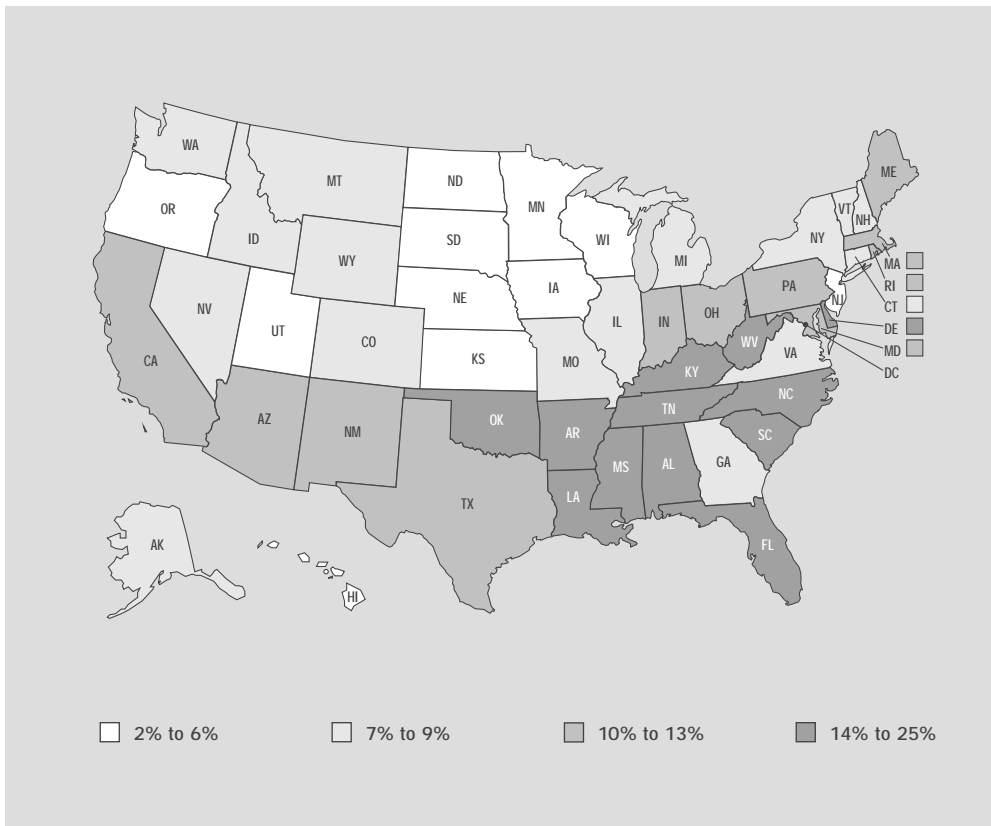 WA
MT
ND
MN
OR
ID
SD
WI
WY
MI
NY
VT
NH
ME
MA
RI
CT
DE
MD
DC
NV
UT
NE
IA
CO
KS
IL
IN
OH
PA
NJ
MO
WV
VA
KY
CA
AZ
NM
OK
AR
TN
NC
SC
TX
LA
MS
AL
GA
FL
AK
HI
2% to 6%
7% to 9%
10% to 13%
14% to 25%